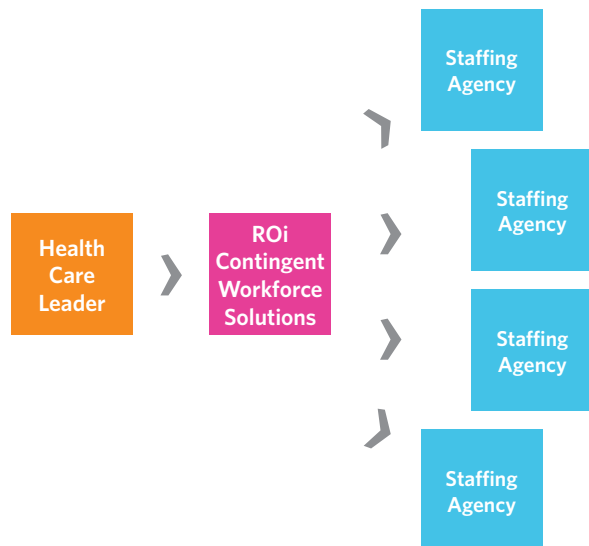 Health
Care
Leader
ROi
Contingent
Workforce
Solutions
Staffing
Agency
Staffing
Agency
Staffing
Agency
Staffing
Agency